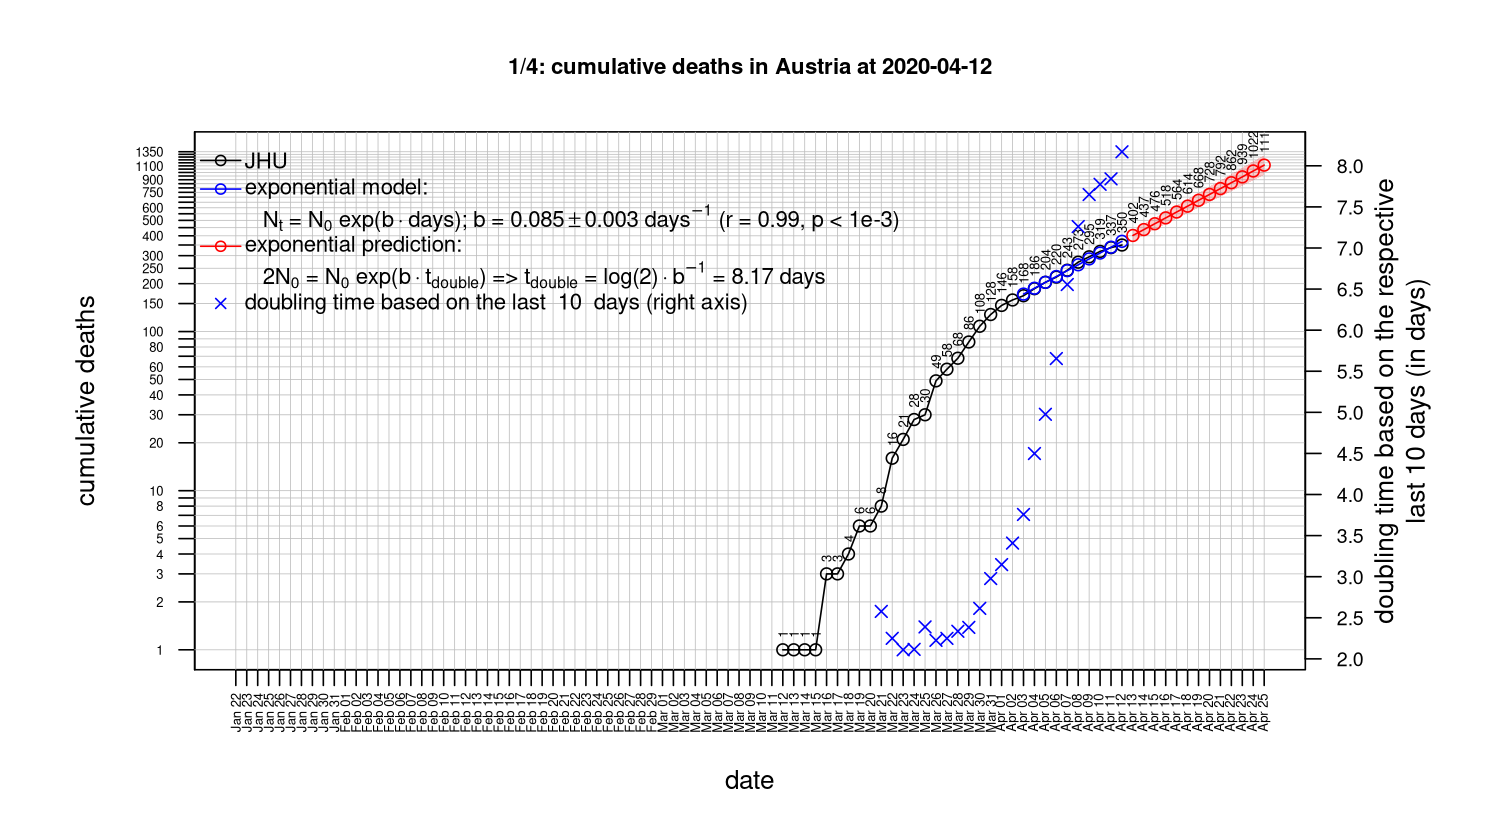 1/4: cumulative deaths in Austria at 2020-04-12
JHU
exponential model:
Nt = N0 exp(b · days); b = 0.085 ± 0.003 days−1 (r = 0.99, p < 1e-3)
exponential prediction:
2N0 = N0 exp(b · tdouble) => tdouble = log(2) · b−1 = 8.17 days
doubling time based on the last 10 days (right axis)
cumulative deaths
1350
1100
900
750
600
500
400
300
250
200
150
100
80
60
50
40
30
20
10
8
6
5
4
3
2
1
1 1 1 1 3 3 4 6 6 8 16 21 28 30 49 58 68 86 108 128 146 158 168 186 204 220 243 273 295 319 337 350 402 437 476 518 564 614 668 728 792 862 939 1022 111
8.0
7.5
7.0
6.5
6.0
5.5
5.0
4.5
4.0
3.5
3.0
2.5
2.0
doubling time based on the respective
last 10 days (in days)
Jan 22
Jan 23
Jan 24
Jan 25
Jan 26
Jan 27
Jan 28
Jan 29
Jan 30
Jan 31
Feb 01
Feb 02
Feb 03
Feb 04
Feb 05
Feb 06
Feb 07
Feb 08
Feb 09
Feb 10
Feb 11
Feb 12
Feb 13
Feb 14
Feb 15
Feb 16
Feb 17
Feb 18
Feb 19
Feb 20
Feb 21
Feb 22
Feb 23
Feb 24
Feb 25
Feb 26
Feb 27
Feb 28
Feb 29
Mar 01
Mar 02
Mar 03
Mar 04
Mar 05
Mar 06
Mar 07
Mar 08
Mar 09
Mar 10
Mar 11
Mar 12
Mar 13
Mar 14
Mar 15
Mar 16
Mar 17
Mar 18
Mar 19
Mar 20
Mar 21
Mar 22
Mar 23
Mar 24
Mar 25
Mar 26
Mar 27
Mar 28
Mar 29
Mar 30
Mar 31
Apr 01
Apr 02
Apr 03
Apr 04
Apr 05
Apr 06
Apr 07
Apr 08
Apr 09
Apr 10
Apr 11
Apr 12
Apr 13
Apr 14
Apr 15
Apr 16
Apr 17
Apr 18
Apr 19
Apr 20
Apr 21
Apr 22
Apr 23
Apr 24
Apr 25
date